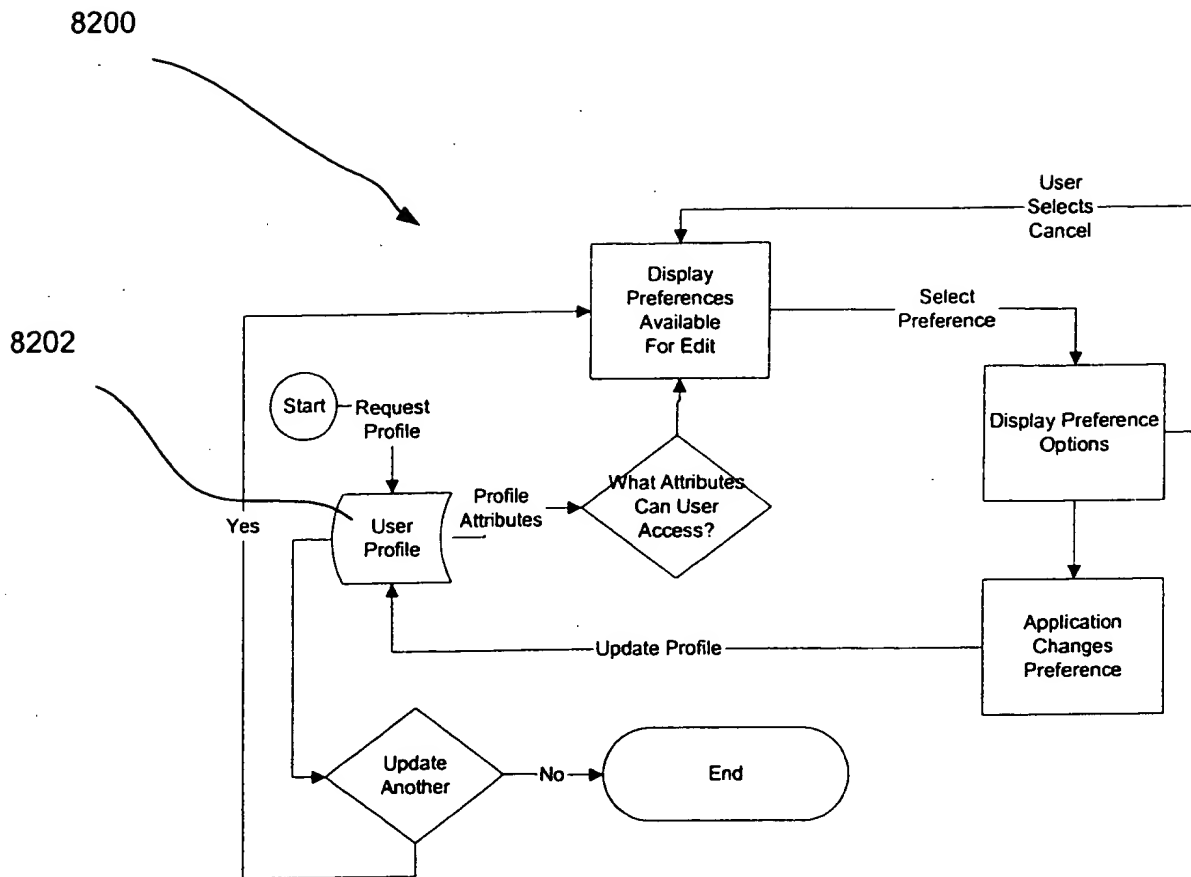 8200
User
Selects
Cancel
Display
Preferences
Available
For Edit
Select
Preference
8202
Start
Request
Profile
Display Preference
Options
What Attributes
Can User
Access?
Profile
Attributes
User
Profile
Yes
Application
Changes
Preference
Update Profile
Update
Another
No
End